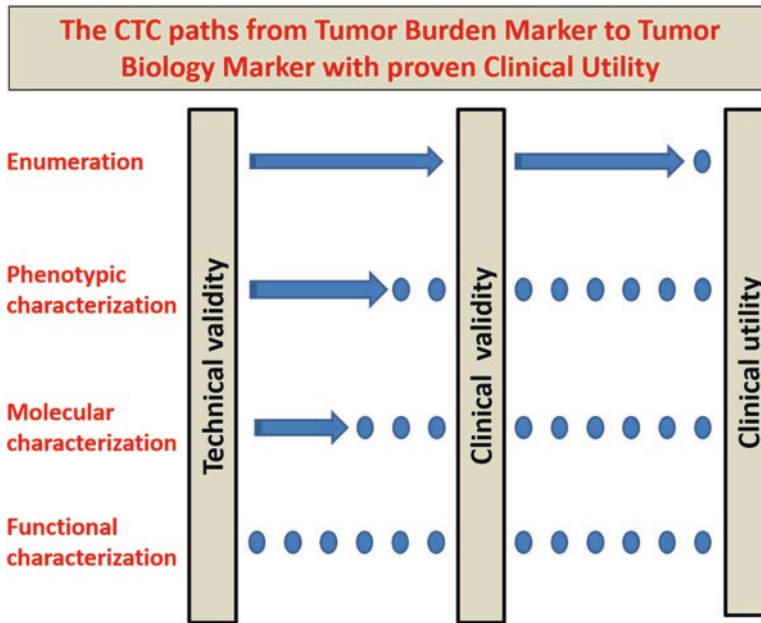 The CTC paths from Tumor Burden Marker to Tumor
Biology Marker with proven Clinical Utility
Enumeration
Phenotypic
characterization
Molecular
characterization
Functional
characterization
Technical validity
Clinical validity
Clinical utility